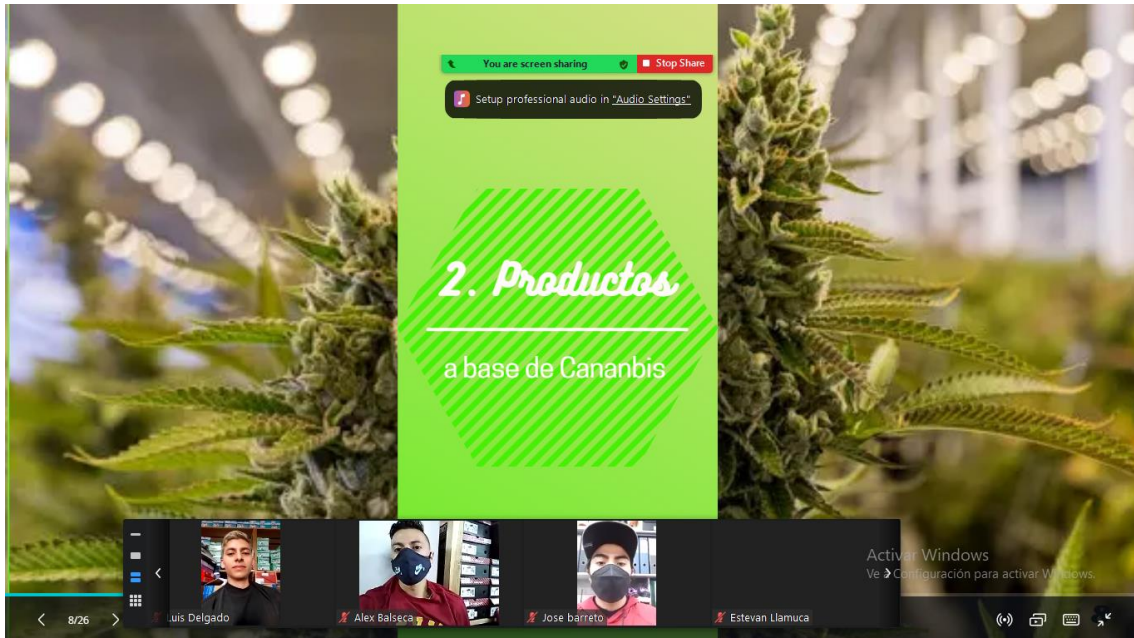 You are screen sharing
Stop Share
Setup professional audio in "Audio Settings"
2. Productos
a base de Cananbis
Activar Windows
Ve a Configuración para activar Windows.
Luis Delgado
Alex Balseca
Jose barreto
Estevan Llamuca
8/26